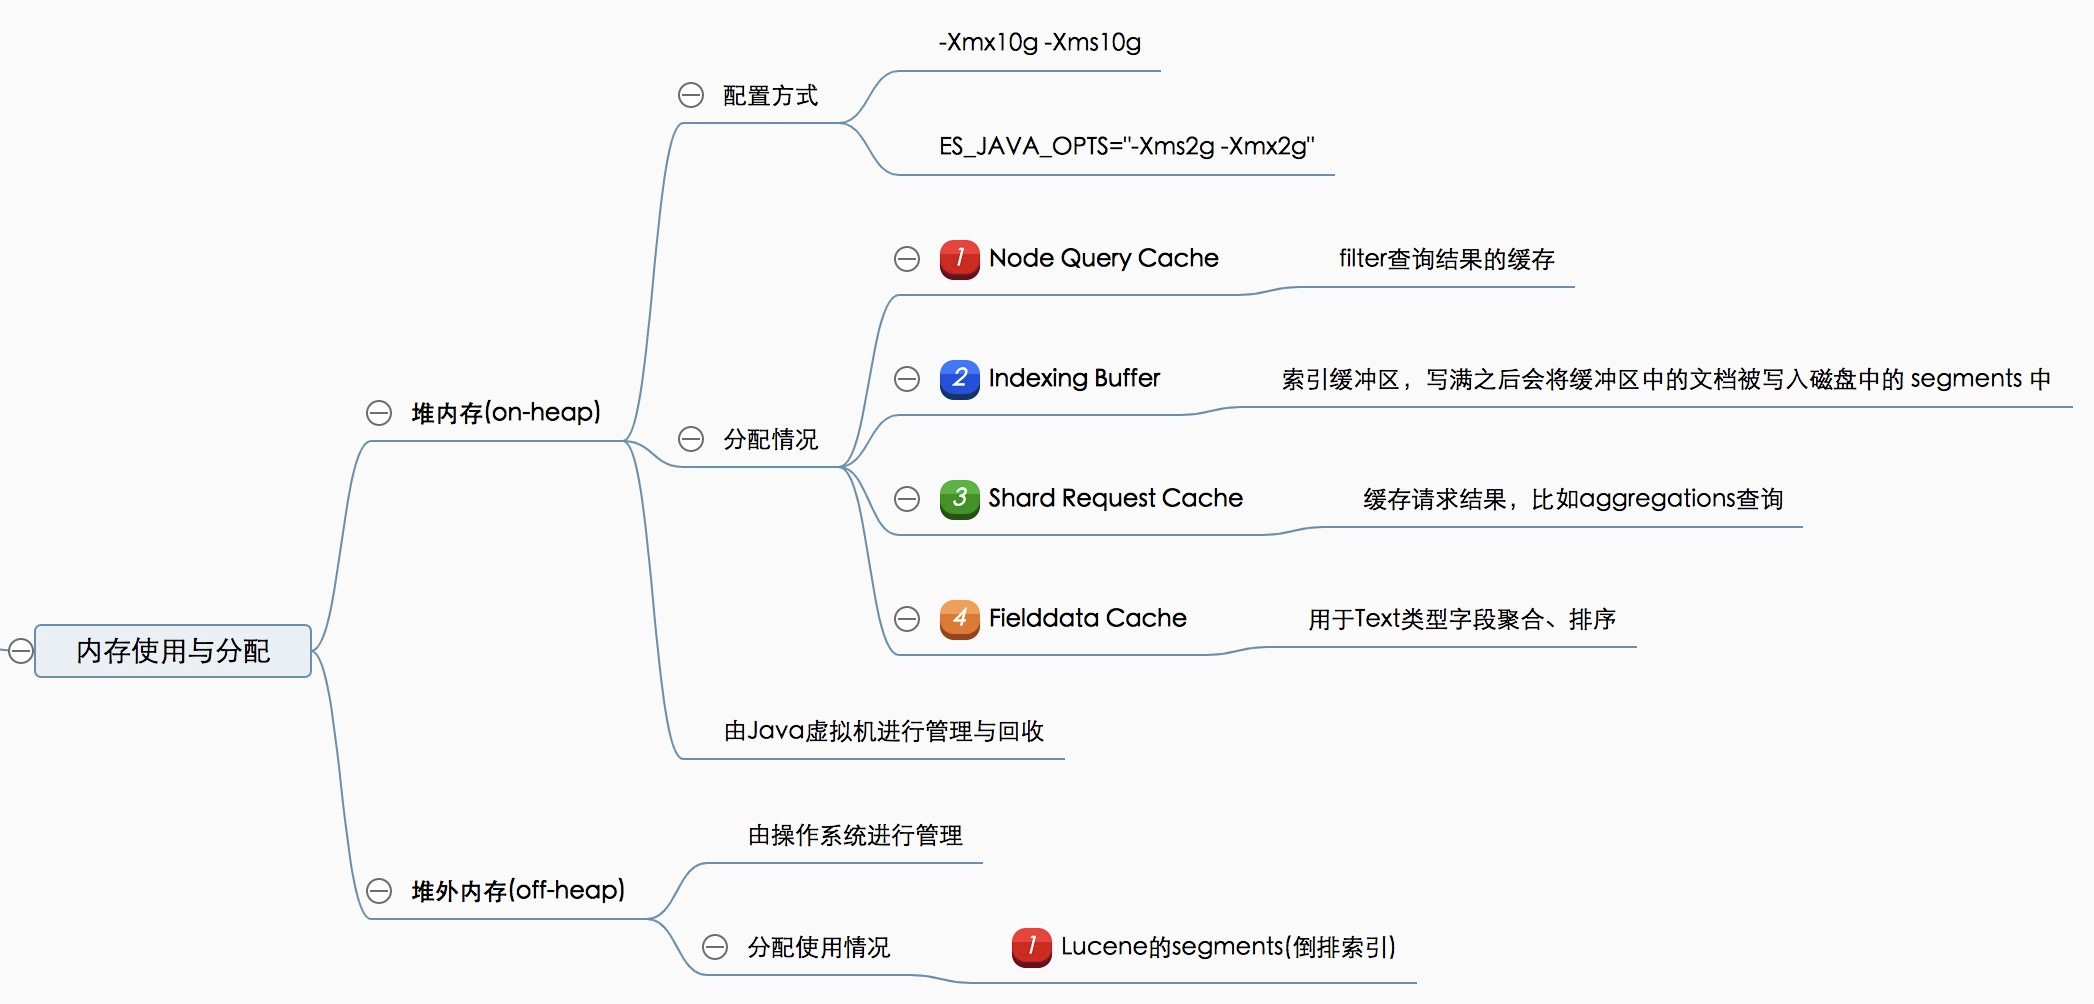 -Xmx10g -Xms10g
配置方式
ES_JAVA_OPTS="-Xms2g -Xmx2g"
1 Node Query Cache
filter查询结果的缓存
2 Indexing Buffer
索引缓冲区，写满之后会将缓冲区中的文档被写入磁盘中的 segments 中
堆内存(on-heap)
分配情况
3 Shard Request Cache
缓存请求结果，比如aggregations查询
4 Fielddata Cache
用于Text类型字段聚合、排序
内存使用与分配
由Java虚拟机进行管理与回收
由操作系统进行管理
堆外内存(off-heap)
分配使用情况
1 Lucene的segments(倒排索引)